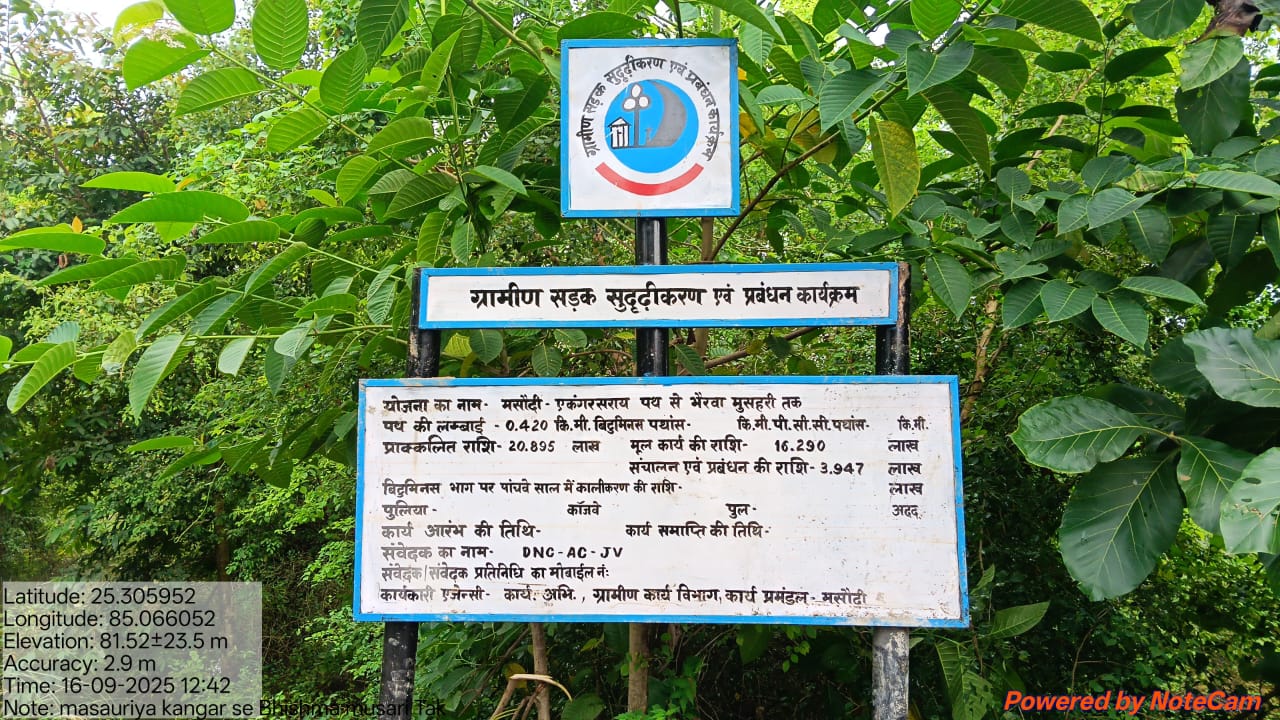 ग्रामीण सड़क सुदृढ़ीकरण एवं प्रबंधन कार्यक्रम
ग्रामीण सड़क सुदृढ़ीकरण एवं प्रबंधन कार्यक्रम
योजना का नाम- मसौदी- एकंगरसराय पथ से भैरवा मुसहरी तक
पथ की लम्बाई - 0.420 कि.मी. बिटुमिनस पथांस- कि.मी.पी.सी.सी.पथांस- कि.मी.
प्राक्कलित राशि- 20.895 लाख मूल कार्य की राशि- 16.290 लाख
संचालन एवं प्रबंधन की राशि- 3.947 लाख
बिटुमिनस भाग पर पांचवे साल में कालीकरण की राशि- लाख
पुलिया- कॉजवे पुल- अदद
कार्य आरंभ की तिथि- कार्य समाप्ति की तिथि-
संवेदक का नाम- DNC-AC-JV
संवेदक/संवेदक प्रतिनिधि का मोबाईल नं:
कार्यकारी एजेन्सी- कार्य. अभि., ग्रामीण कार्य विभाग, कार्य प्रमंडल- मसौदी
Latitude: 25.305952
Longitude: 85.066052
Elevation: 81.52±23.5 m
Accuracy: 2.9 m
Time: 16-09-2025 12:42
Note: masauriya kangar se Bhishma musari Tak
Powered by NoteCam